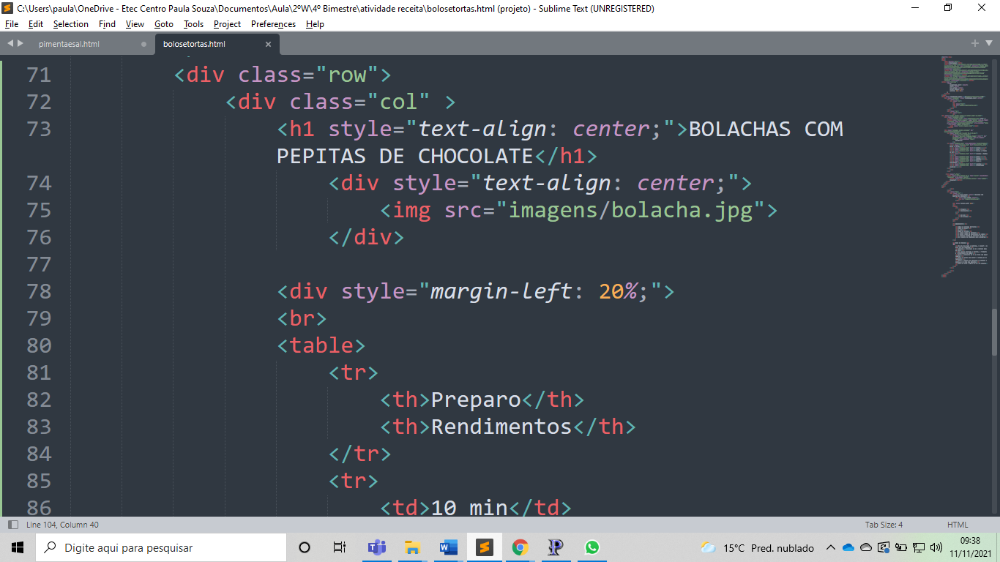 C:\Users\paula\OneDrive - Etec Centro Paula Souza\Documentos\Aula\2ºW\4º Bimestre\atividade receita\bolosetortas.html (projeto) - Sublime Text (UNREGISTERED)
File Edit Selection Find View Goto Tools Project Preferences Help
pimentaesal.html bolosetortas.html
71 <div class="row">
72 <div class="col" >
73 <h1 style="text-align: center;">BOLACHAS COM
PEPITAS DE CHOCOLATE</h1>
74 <div style="text-align: center;">
75 <img src="imagens/bolacha.jpg">
76 </div>
77
78 <div style="margin-left: 20%;">
79 <br>
80 <table>
81 <tr>
82 <th>Preparo</th>
83 <th>Rendimentos</th>
84 </tr>
85 <tr>
86 <td>10 min</td>
Line 104, Column 40 Tab Size: 4 HTML
Digite aqui para pesquisar 15°C Pred. nublado 09:38
11/11/2021